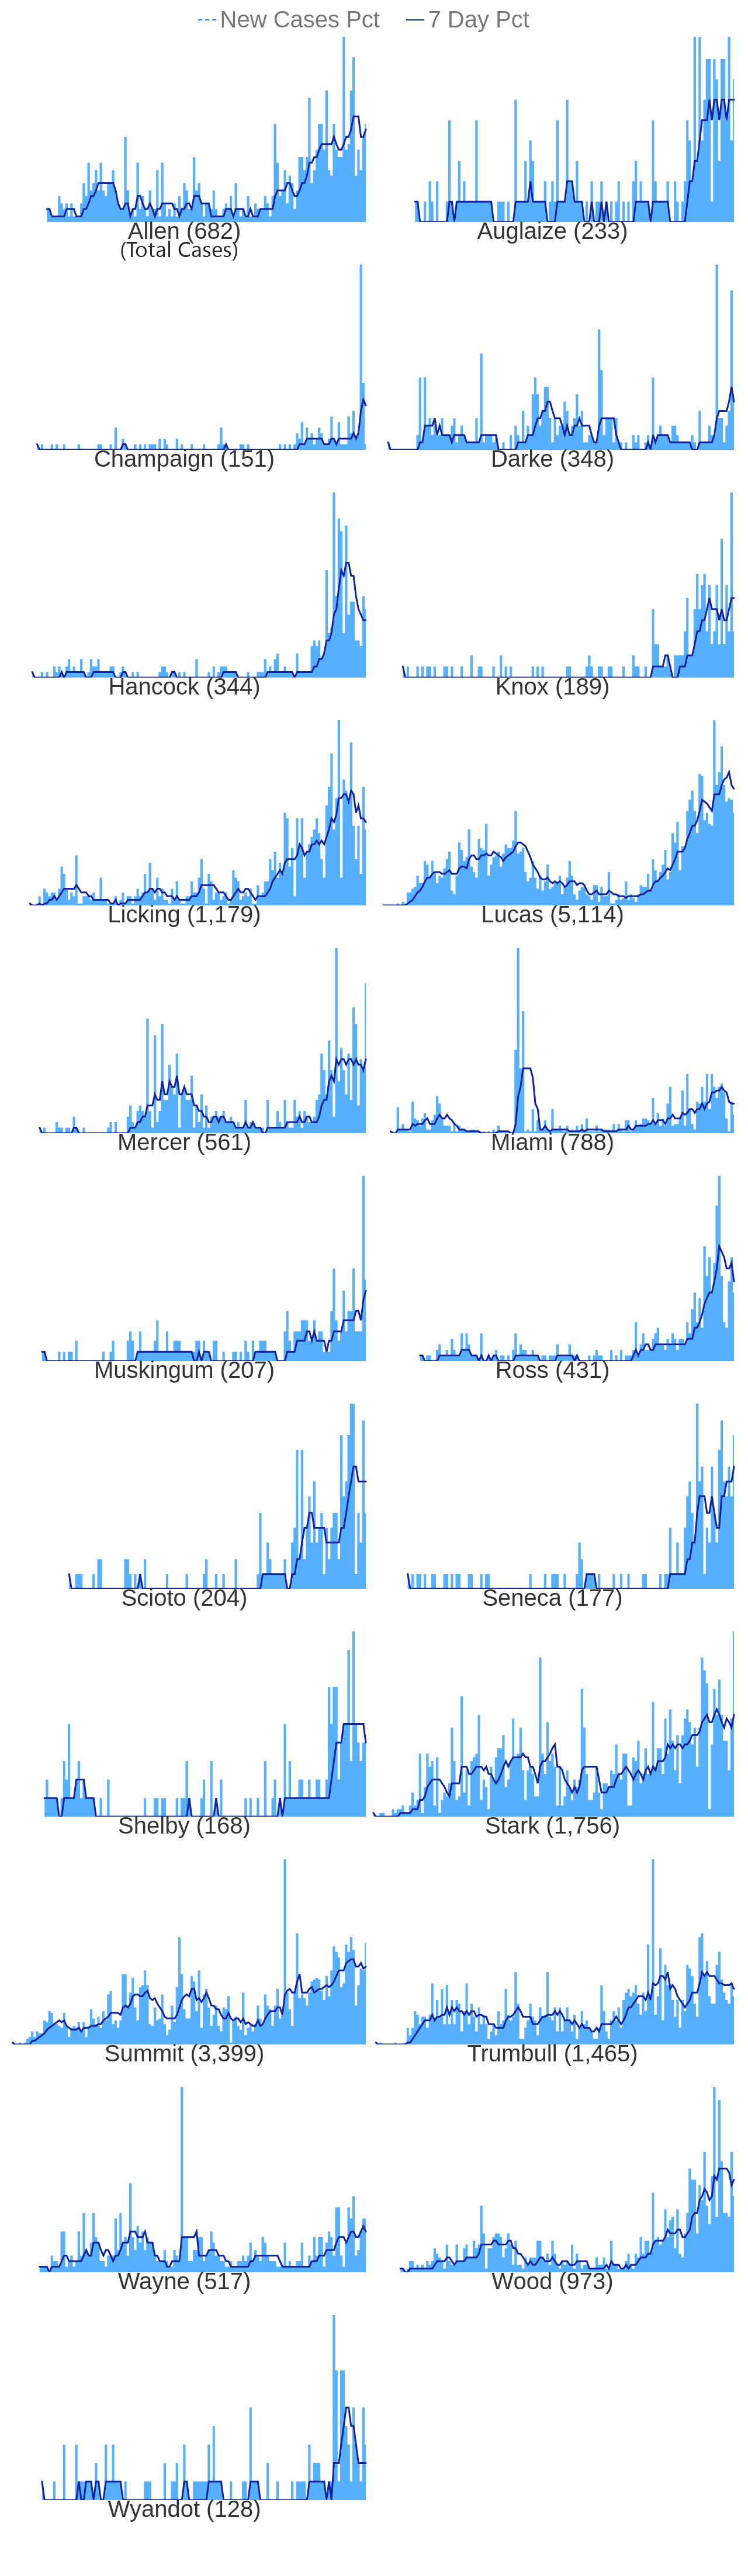 New Cases Pct 7 Day Pct
Allen (682) Auglaize (233)
(Total Cases)
Champaign (151) Darke (348)
Hancock (344) Knox (189)
Licking (1,179) Lucas (5,114)
Mercer (561) Miami (788)
Muskingum (207) Ross (431)
Scioto (204) Seneca (177)
Shelby (168) Stark (1,756)
Summit (3,399) Trumbull (1,465)
Wayne (517) Wood (973)
Wyandot (128)